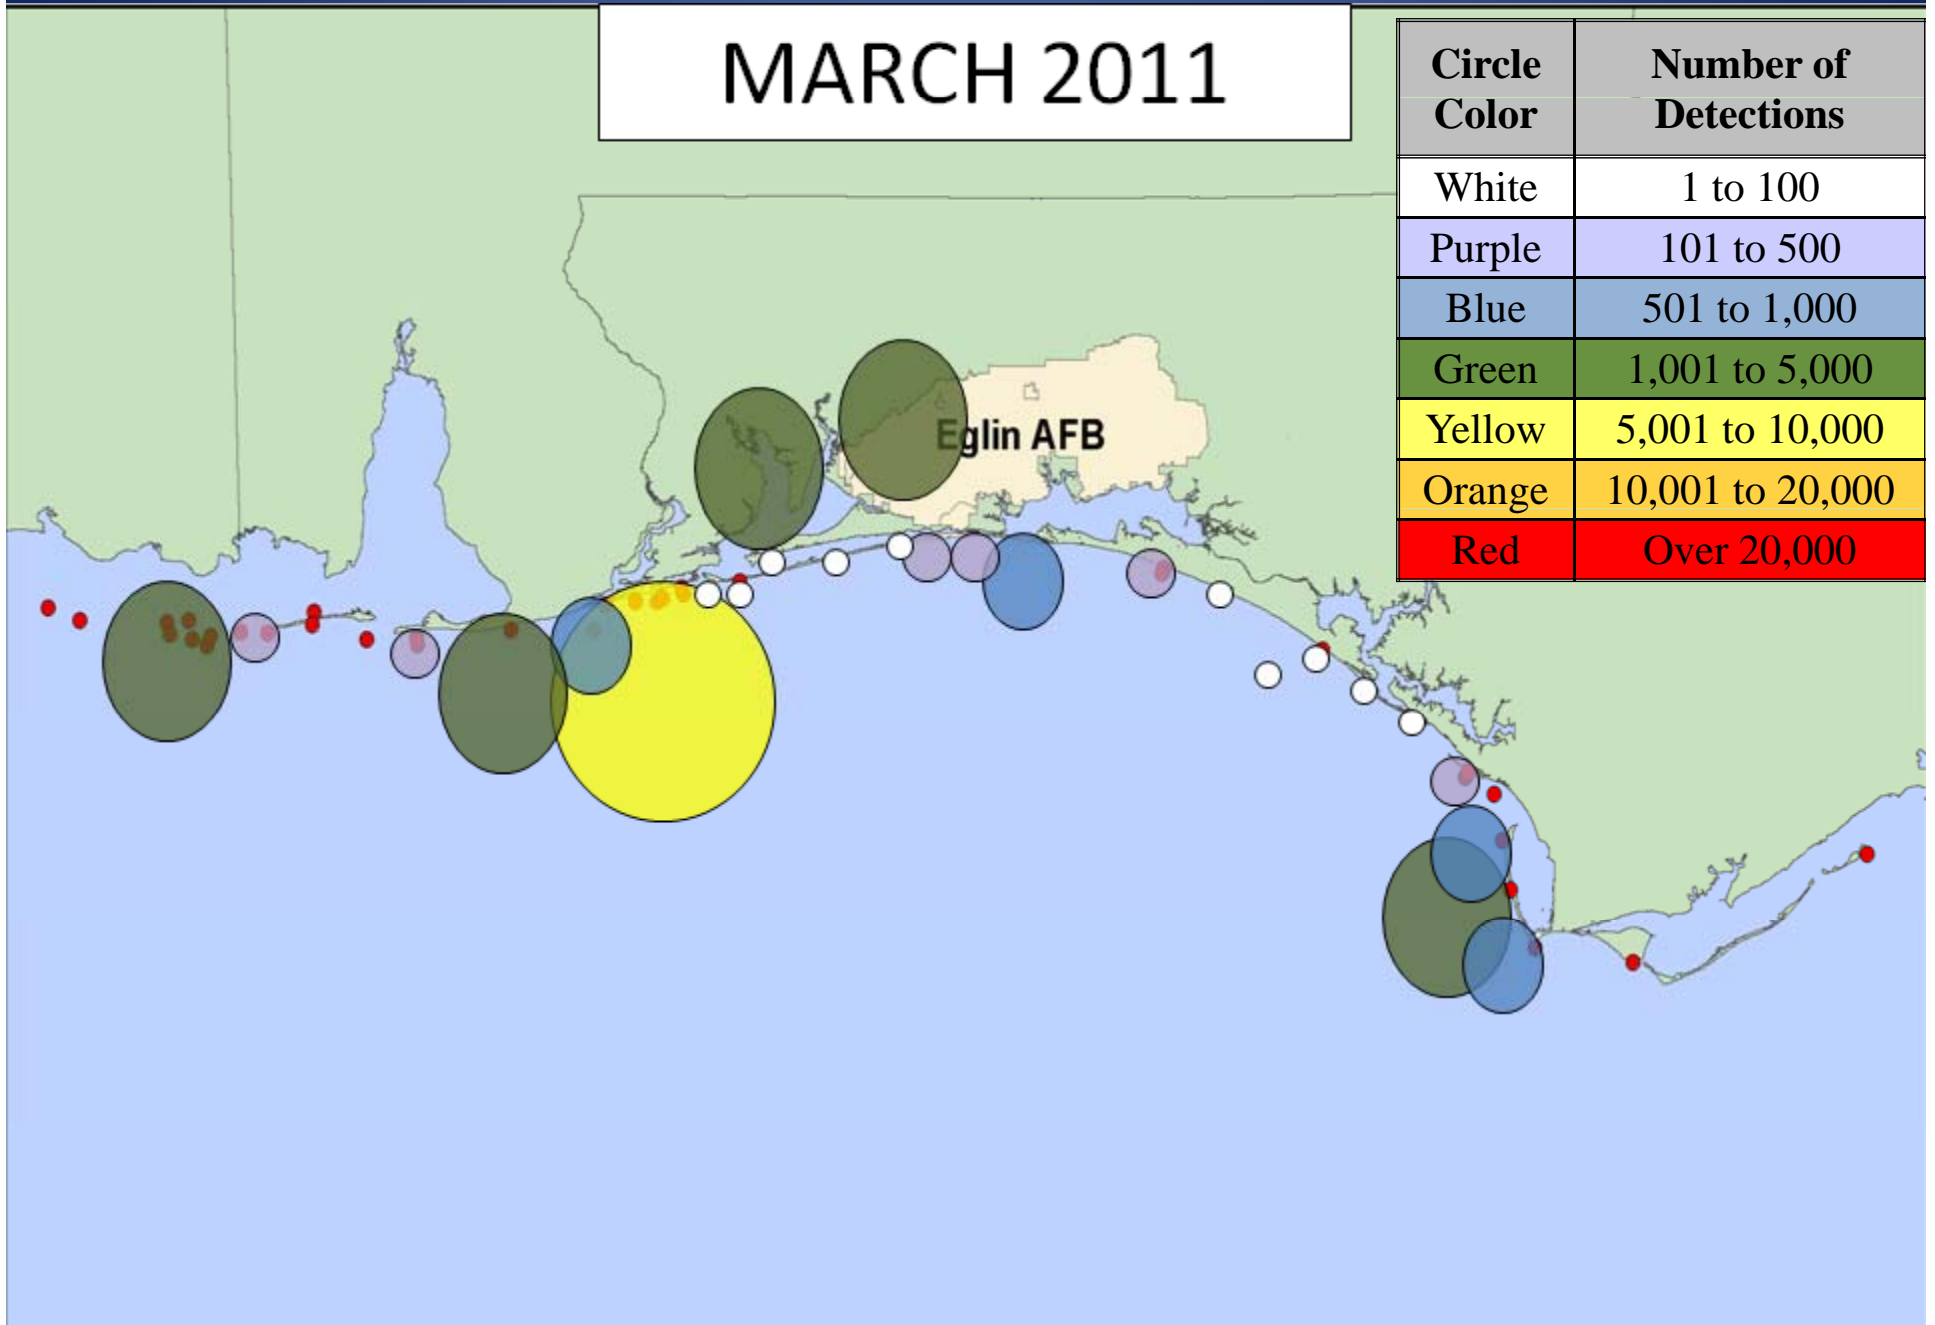 MARCH 2011
Circle Color Number of Detections
White 1 to 100
Purple 101 to 500
Blue 501 to 1,000
Green 1,001 to 5,000
Yellow 5,001 to 10,000
Orange 10,001 to 20,000
Red Over 20,000
Eglin AFB